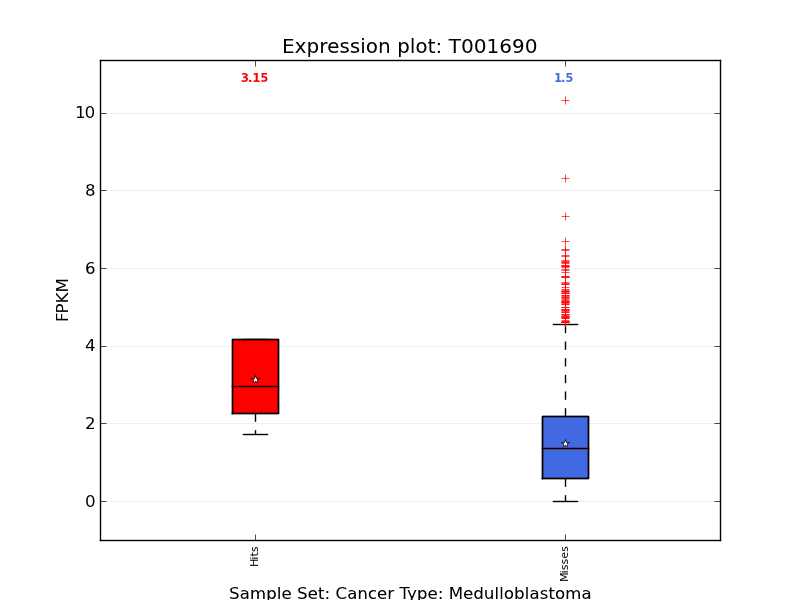 Expression plot: T001690
3.15
1.5
10
8
6
4
2
0
FPKM
Hits
Misses
Sample Set: Cancer Type: Medulloblastoma